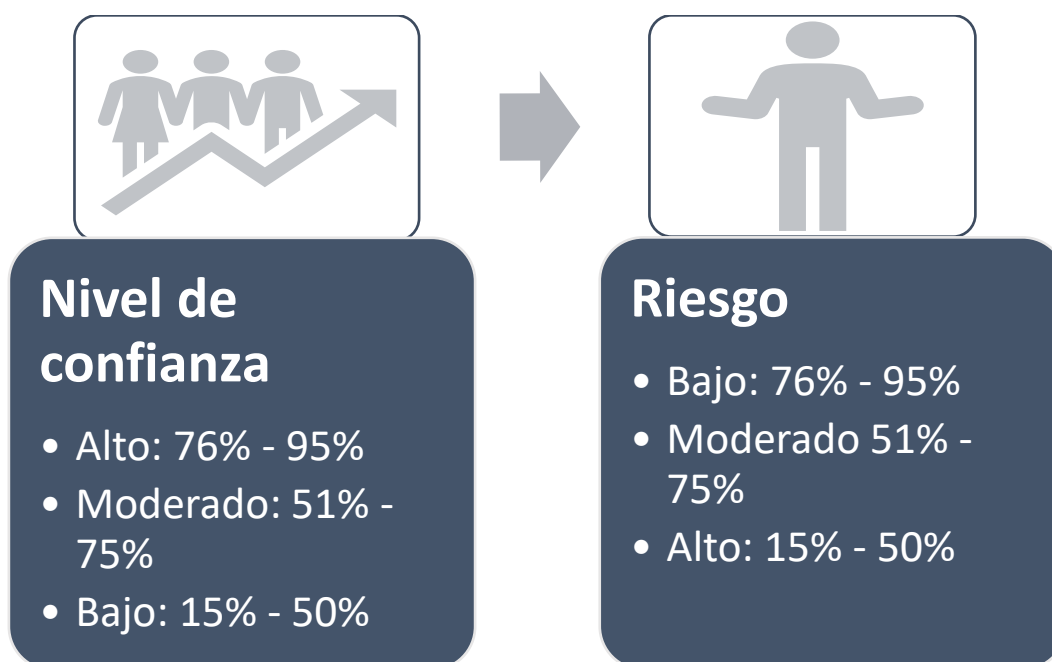 Nivel de
confianza
• Alto: 76% - 95%
• Moderado: 51% -
75%
• Bajo: 15% - 50%
Riesgo
• Bajo: 76% - 95%
• Moderado 51% -
75%
• Alto: 15% - 50%